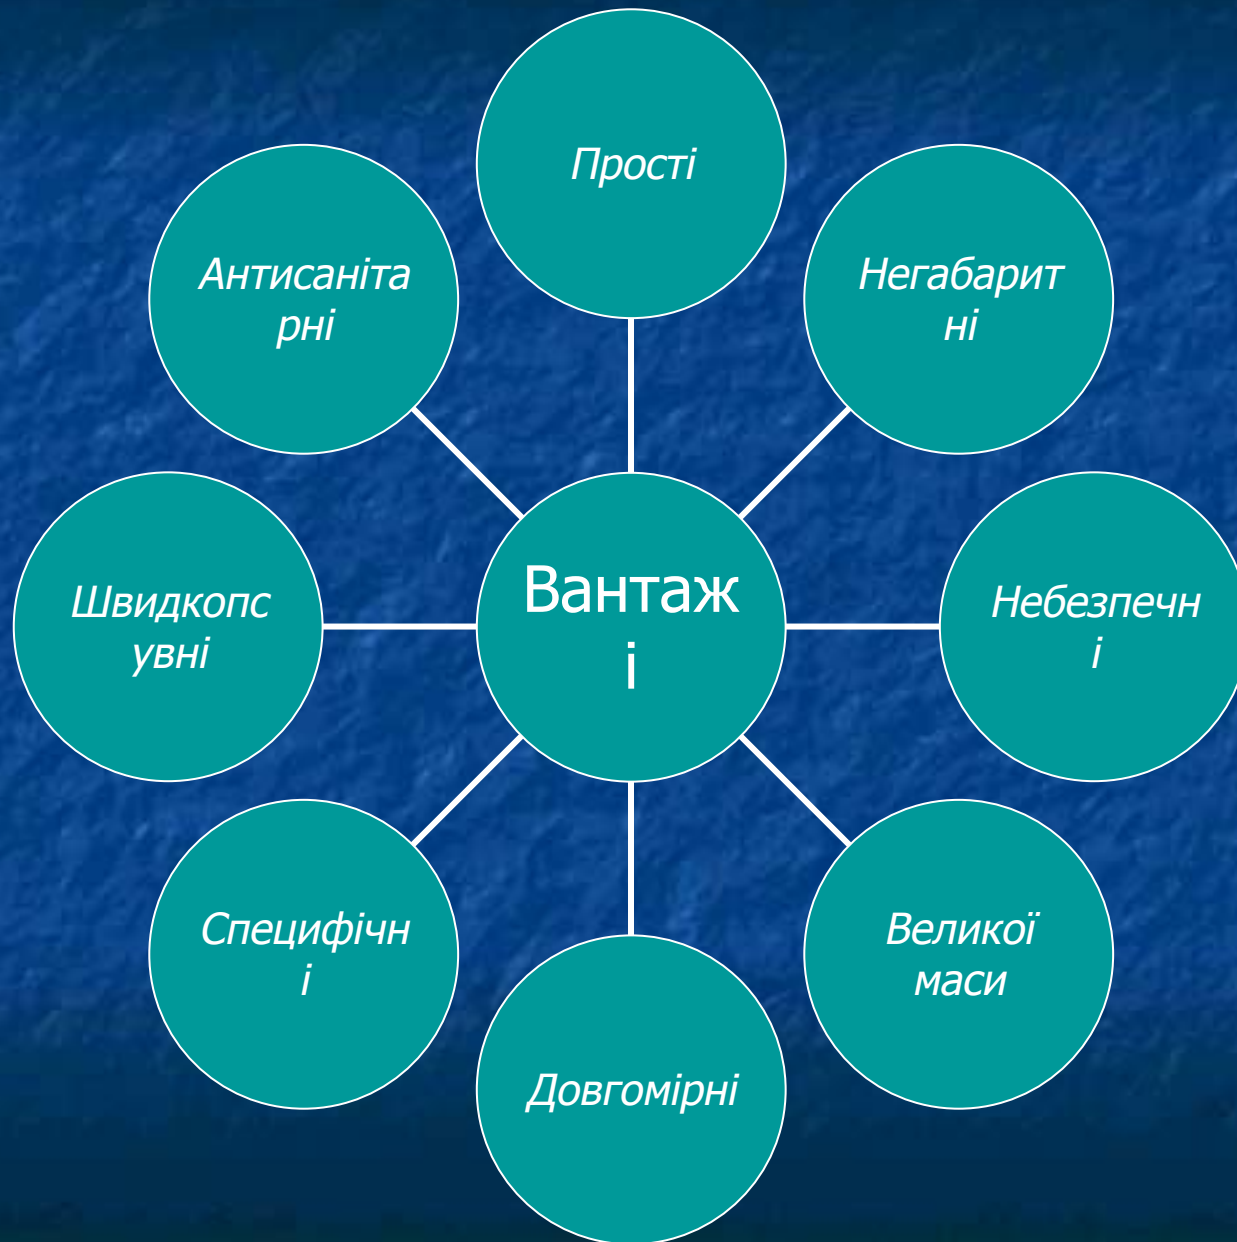 Прості
Негабарит
ні
Небезпечн
і
Великої
маси
Довгомірні
Специфічн
і
Швидкопс
увні
Антисаніта
рні
Вантаж
і